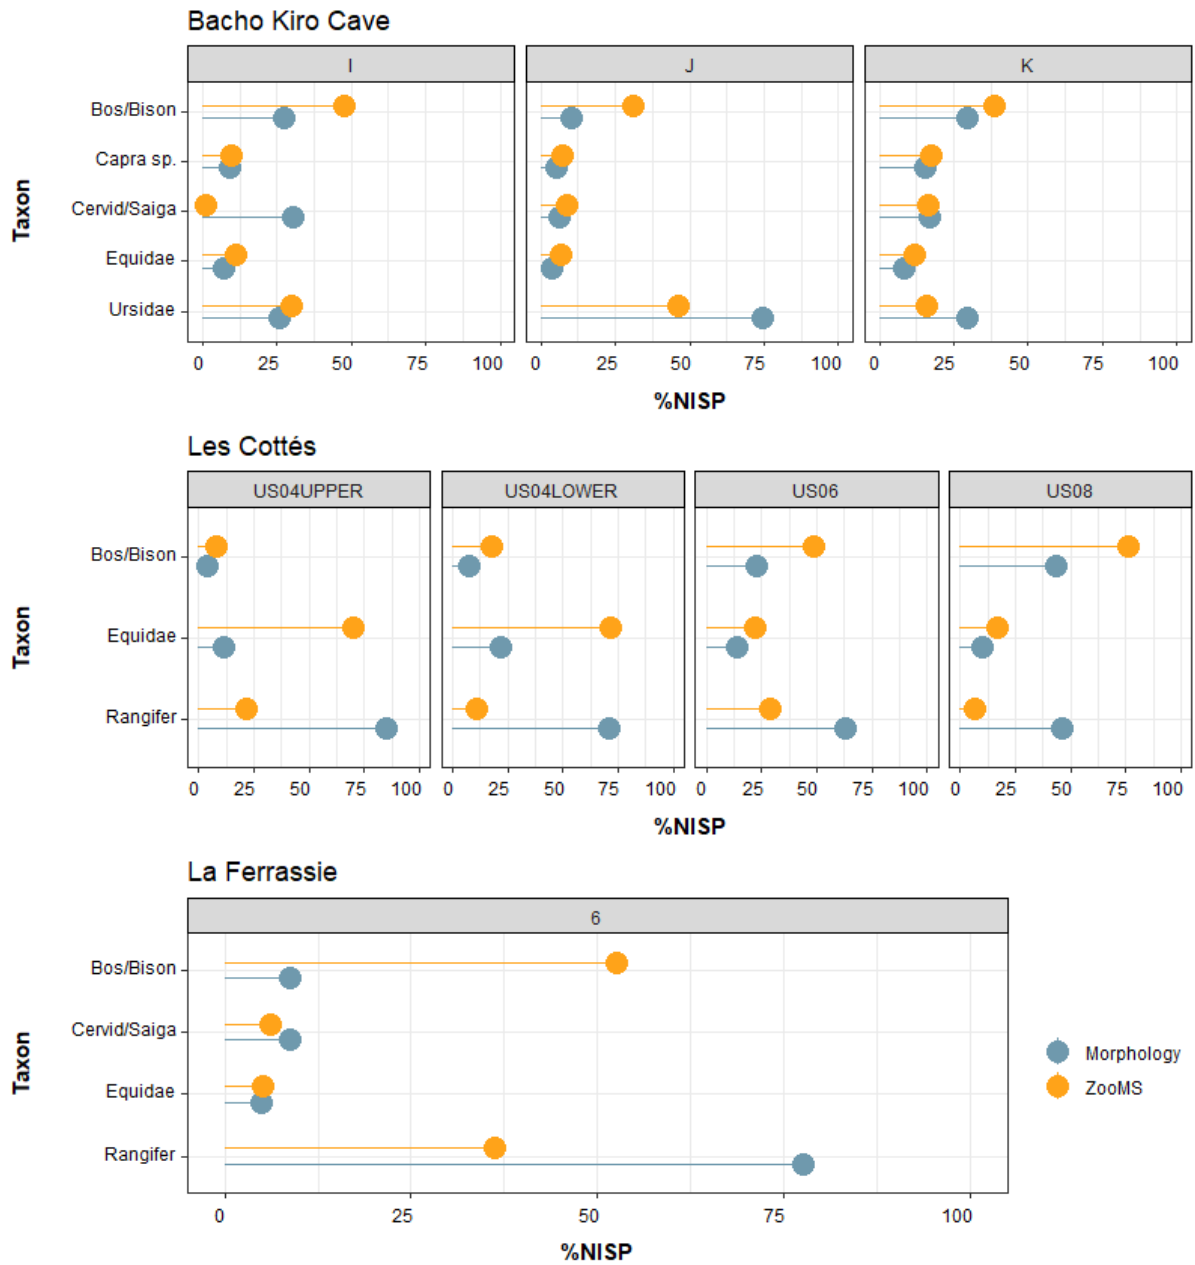 Bacho Kiro Cave
I J K
Taxon
Bos/Bison
Capra sp.
Cervid/Saiga
Equidae
Ursidae
0 25 50 75 100 0 25 50 75 100 0 25 50 75 100
%NISP
Les Cottés
US04UPPER US04LOWER US06 US08
Taxon
Bos/Bison
Equidae
Rangifer
0 25 50 75 100 0 25 50 75 100 0 25 50 75 100 0 25 50 75 100
%NISP
La Ferrassie
6
Taxon
Bos/Bison
Cervid/Saiga
Equidae
Rangifer
0 25 50 75 100
%NISP
Morphology
ZooMS